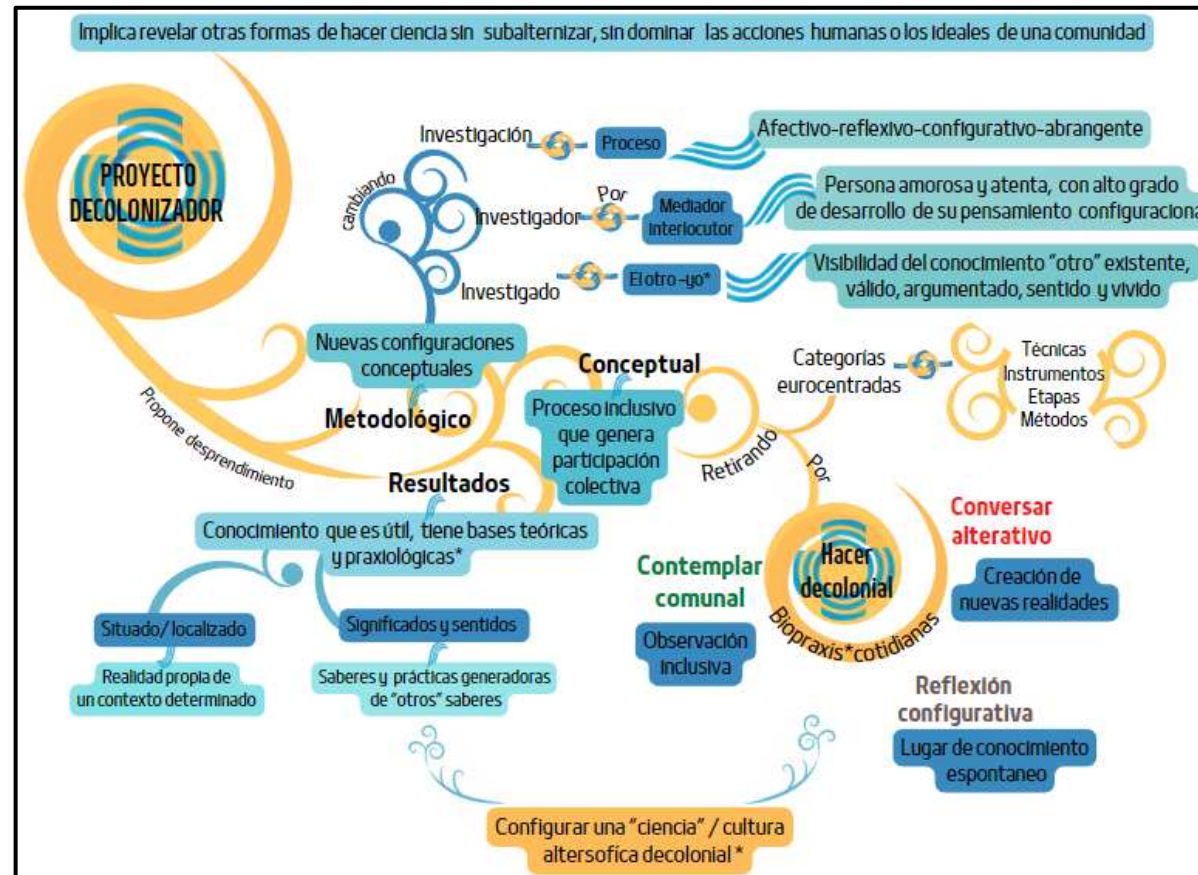 Implica revelar otras formas de hacer ciencia sin subalternizar, sin dominar las acciones humanas o los ideales de una comunidad
PROYECTO
DECOLONIZADOR
cambiando
Investigación
Proceso
Afectivo-reflexivo-configurativo-abrangente
Investigador
Por
Mediador
interlocutor
Persona amorosa y atenta, con alto grado
de desarrollo de su pensamiento configuraciona
Investigado
El otro -yo*
Visibilidad del conocimiento "otro" existente,
válido, argumentado, sentido y vivido
Propone desprendimiento
Nuevas configuraciones
conceptuales
Metodológico
Conceptual
Proceso inclusivo
que genera
participación
colectiva
Retirando
Categorías
eurocentradas
Técnicas
Instrumentos
Etapas
Métodos
Por
Resultados
Conocimiento que es útil, tiene bases teóricas
y praxiológicas*
Situado/ localizado
Realidad propia de
un contexto determinado
Significados y sentidos
Saberes y prácticas generadoras
de "otros" saberes
Hacer
decolonial
Biopraxis*cotidianas
Contemplar
comunal
Observación
inclusiva
Conversar
alterativo
Creación de
nuevas realidades
Reflexión
configurativa
Lugar de conocimiento
espontaneo
Configurar una "ciencia" / cultura
altersofíca decolonial *